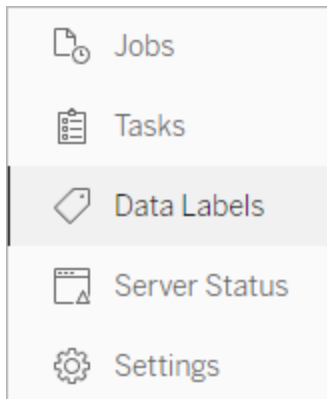 Jobs
Tasks
Data Labels
Server Status
Settings